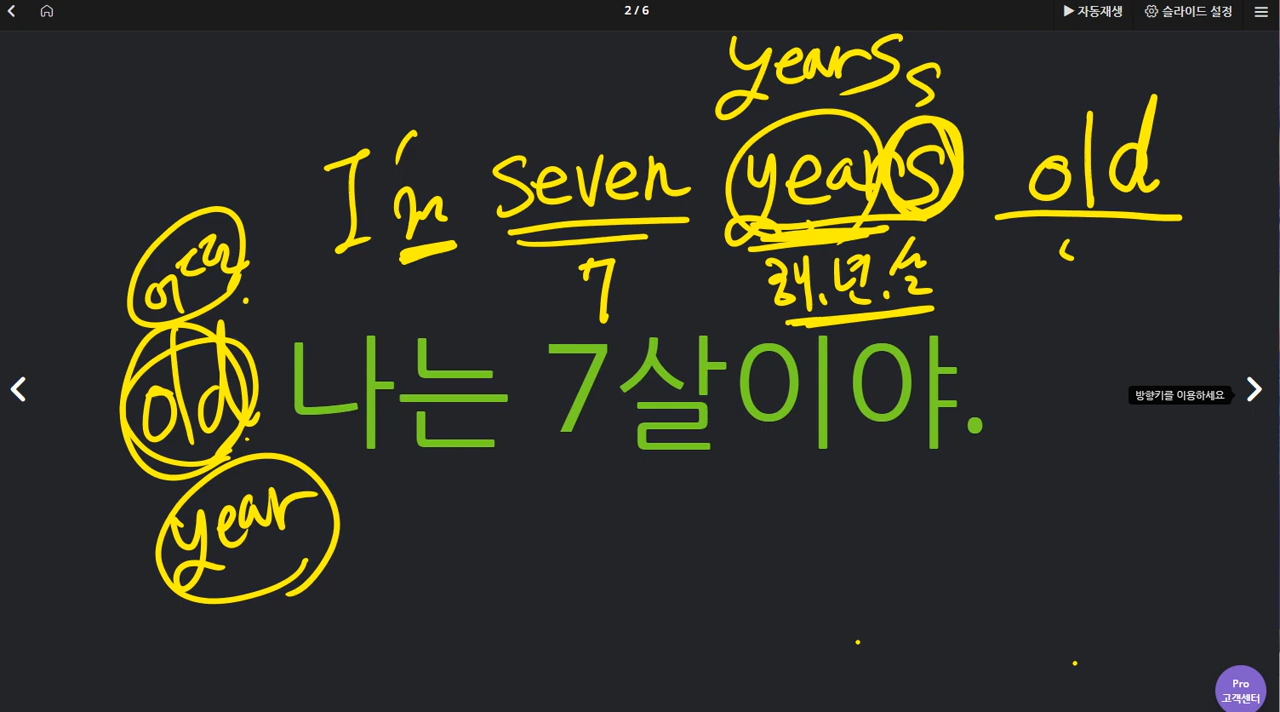 2 / 6
자동재생
슬라이드 설정
years
s
I'm seven years old
7
해.년.살
old
나는 7살이야.
year
방향키를 이용하세요
Pro
고객센터